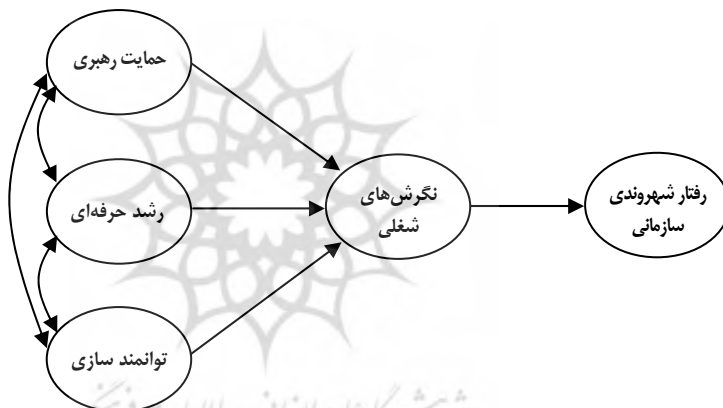 حمایت رهبری
رشد حرفه‌ای
توانمند سازی
نگرش‌های
شغلی
رفتار شهروندی
سازمانی